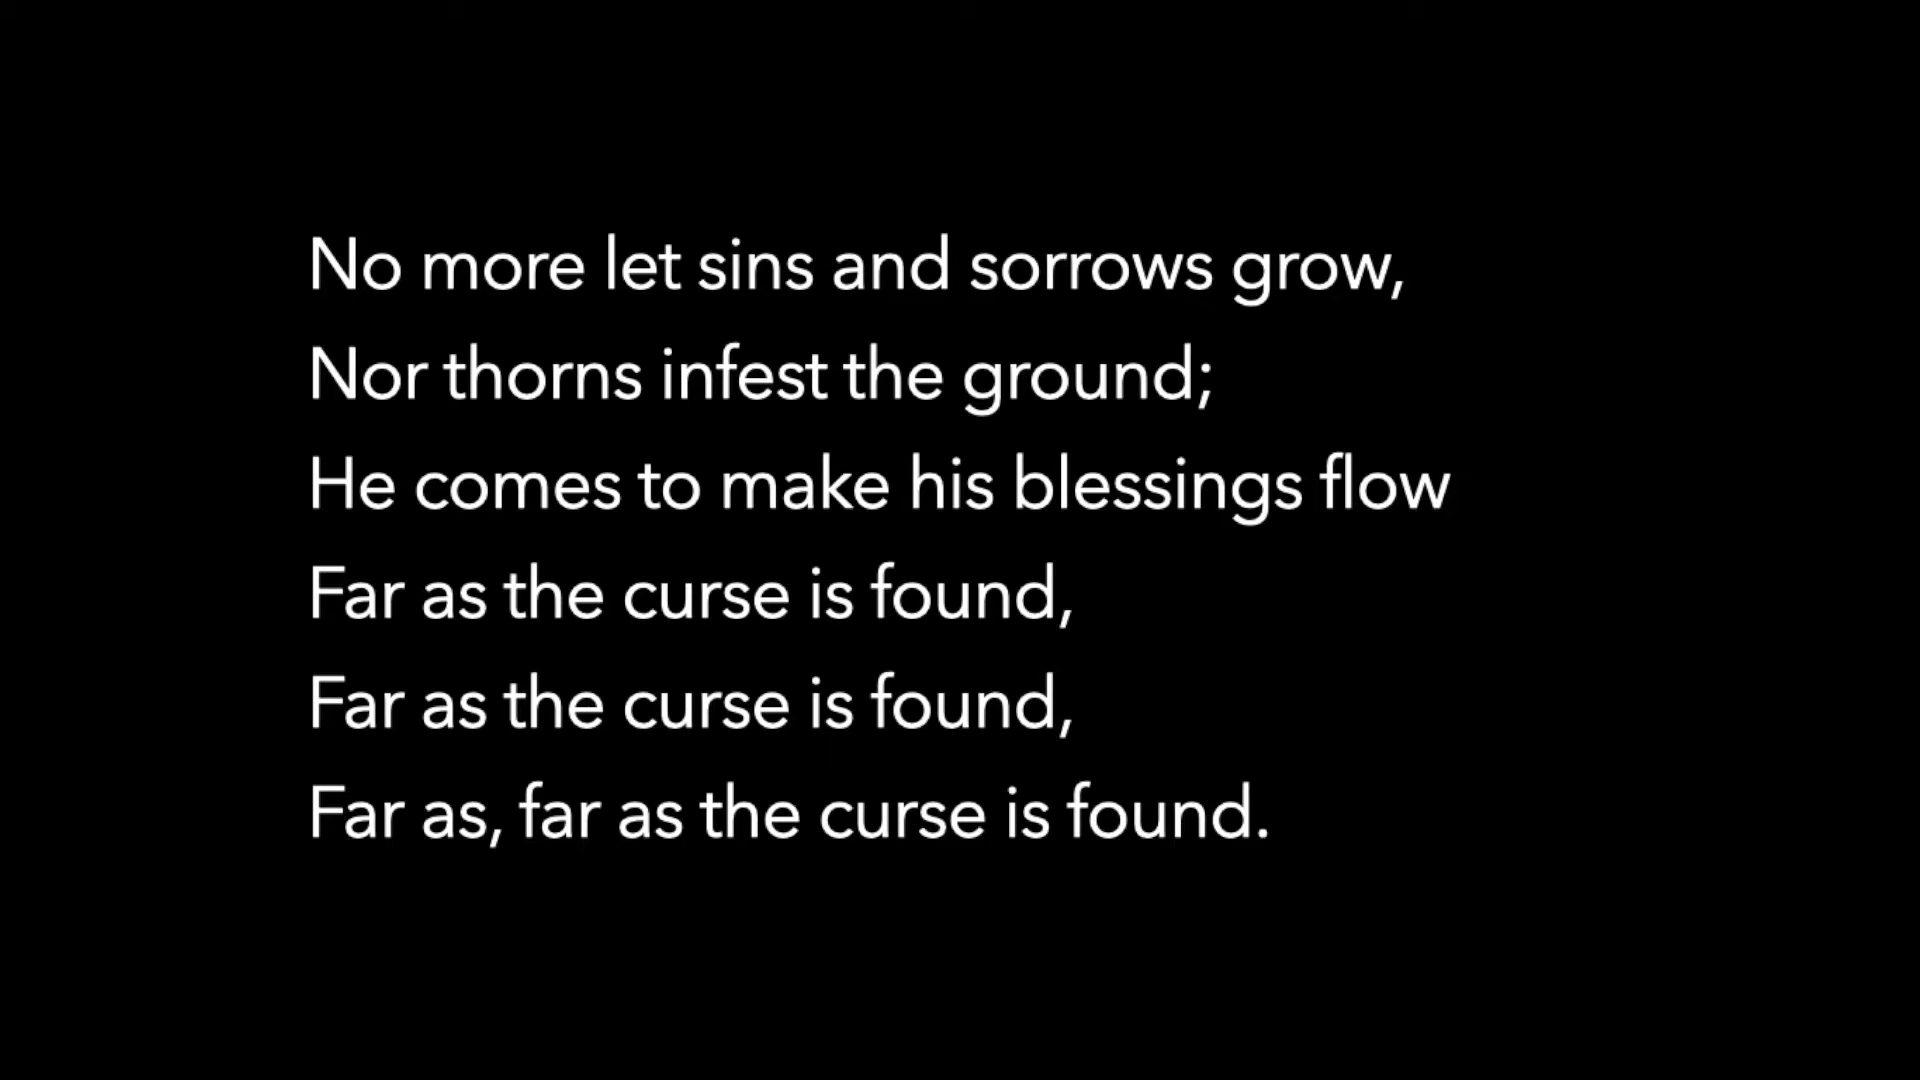 No more let sins and sorrows grow,
Nor thorns infest the ground;
He comes to make his blessings flow
Far as the curse is found,
Far as the curse is found,
Far as, far as the curse is found.